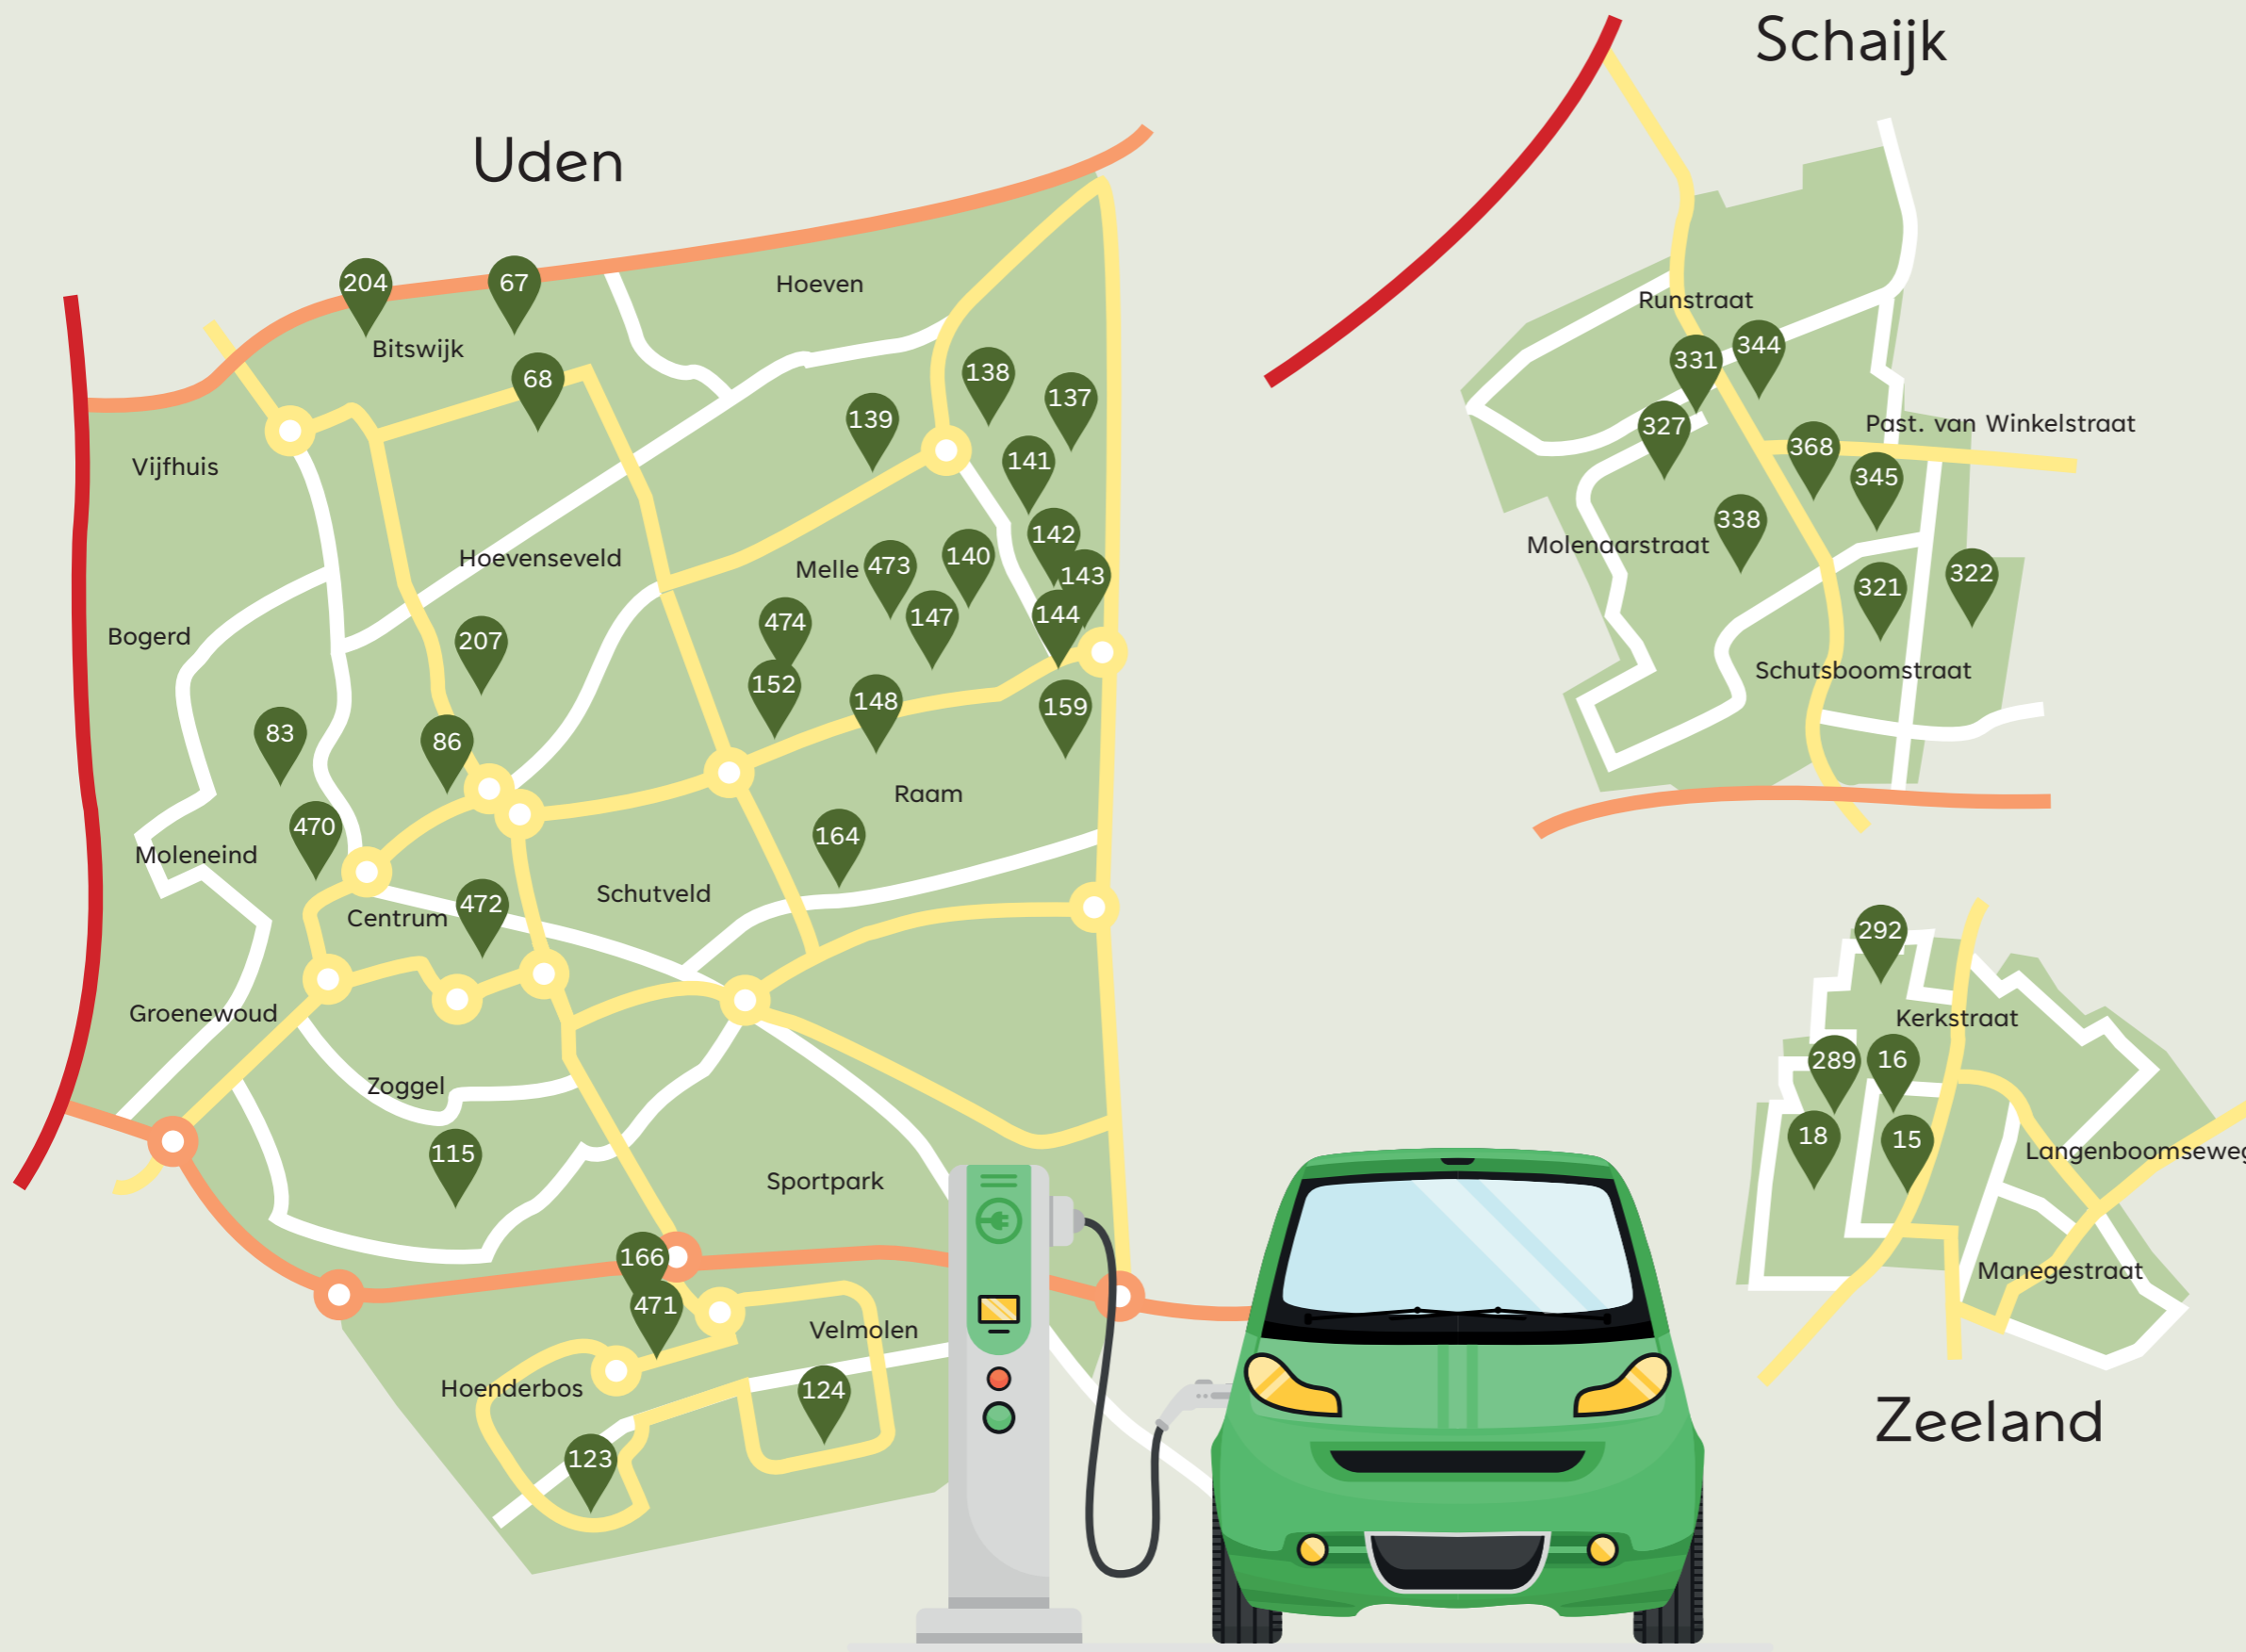 Uden
204
67
Hoeven
Bitswijk
68
138
137
139
Vijfhuis
141
142
Hoevenseveld
Melle
473
140
143
474
147
144
Bogerd
207
152
148
159
83
86
Raam
470
164
Moleneind
Schutveld
Centrum
472
Groenewoud
Zoggel
115
Sportpark
166
471
Velmolen
Hoenderbos
124
123
Schaijk
Runstraat
331
344
327
Past. van Winkelstraat
368
345
338
Molenaarstraat
321
322
Schutsboomstraat
292
Kerkstraat
289
16
18
15
Langenboomseweg
Manegestraat
Zeeland